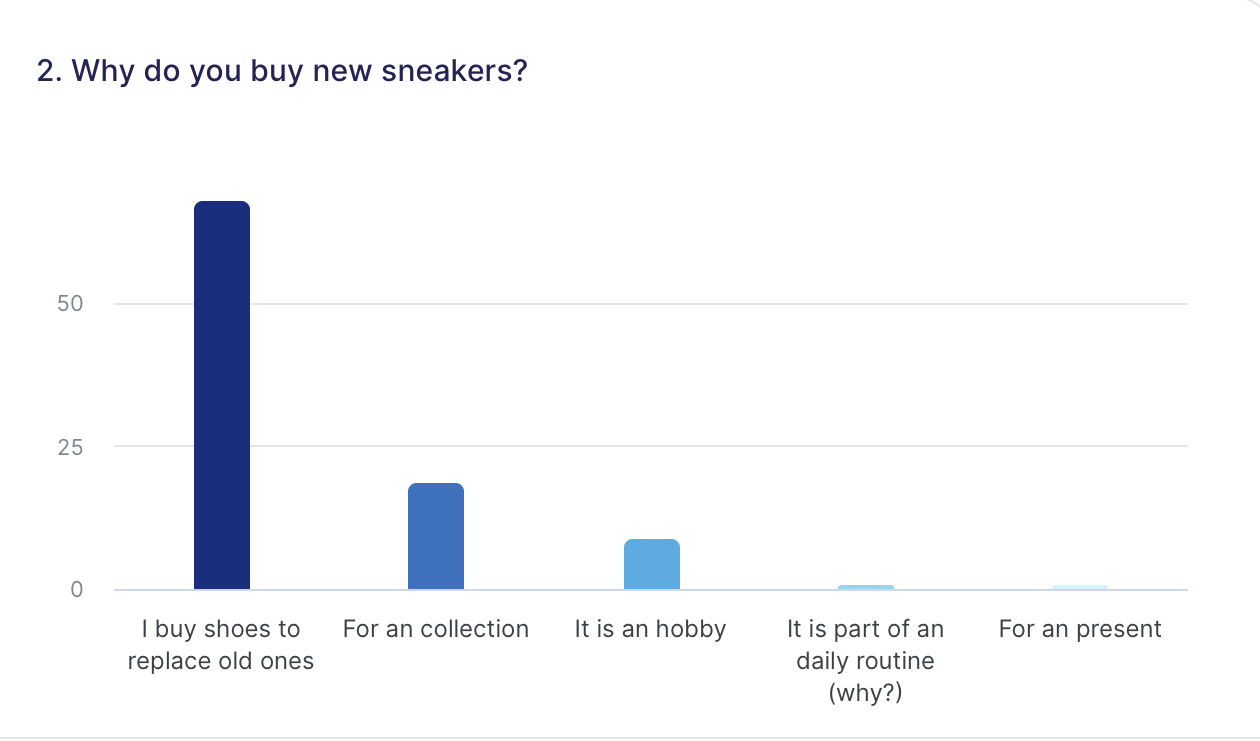 2. Why do you buy new sneakers?
50
25
0
I buy shoes to
replace old ones
For an collection
It is an hobby
It is part of an
daily routine
(why?)
For an present